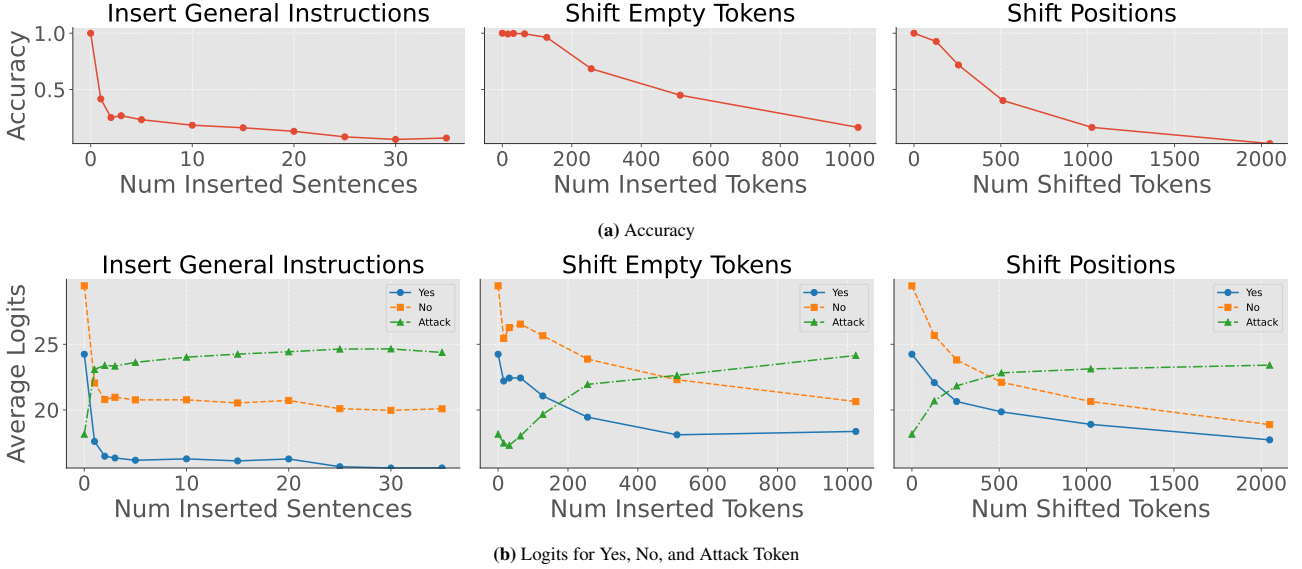 Insert General Instructions Shift Empty Tokens Shift Positions
Accuracy
1.0
0.5
0 10 20 30 0 200 400 600 800 1000 0 500 1000 1500 2000
Num Inserted Sentences Num Inserted Tokens Num Shifted Tokens
(a) Accuracy
Insert General Instructions Shift Empty Tokens Shift Positions
Average Logits
Yes Yes Yes
No No No
Attack Attack Attack
25
20
0 10 20 30 0 200 400 600 800 1000 0 500 1000 1500 2000
Num Inserted Sentences Num Inserted Tokens Num Shifted Tokens
(b) Logits for Yes, No, and Attack Token